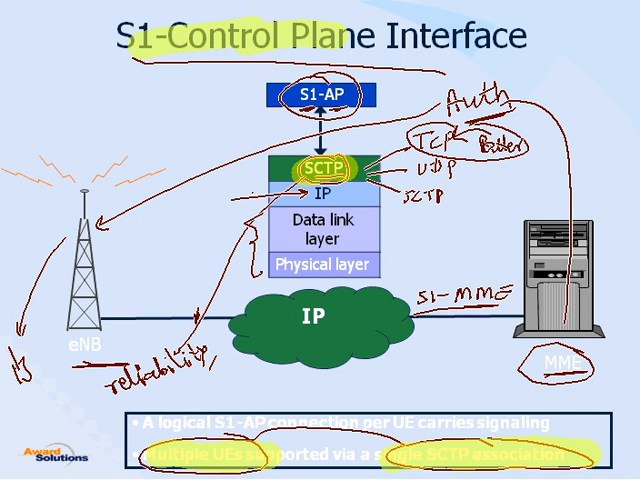 S1-Control Plane Interface
S1-AP
Auth
TCP Better
SCTP
UDP
IP
SCTP
Data link
layer
Physical layer
S1-MME
IP
eNB
reliability,
MME
• A logical S1-AP connection per UE carries signaling
• Multiple UEs supported via a single SCTP association
Award
Solutions